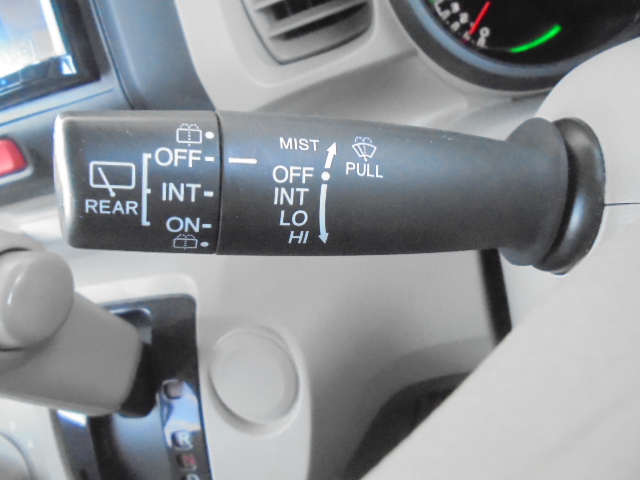 OFF
INT
REAR
ON
MIST
PULL
OFF
INT
LO
HI
R